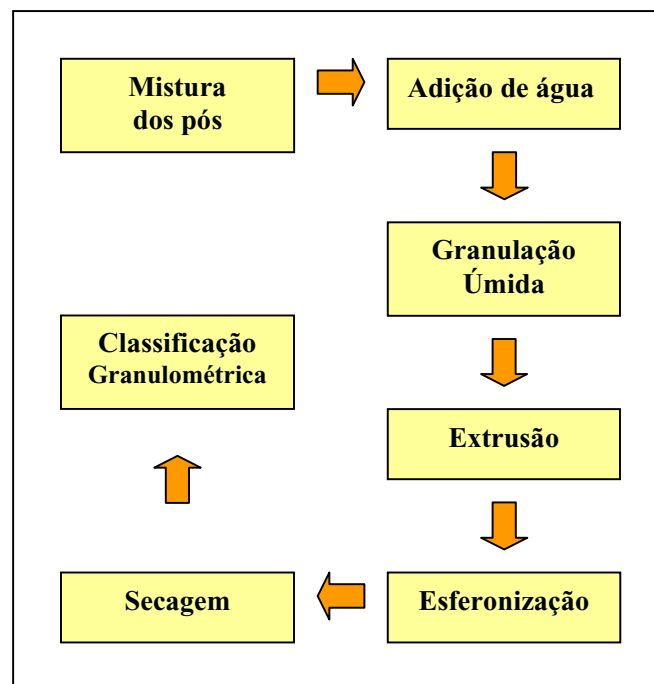 Mistura
dos pós
Adição de água
Granulação
Úmida
Extrusão
Esferonização
Secagem
Classificação
Granulométrica